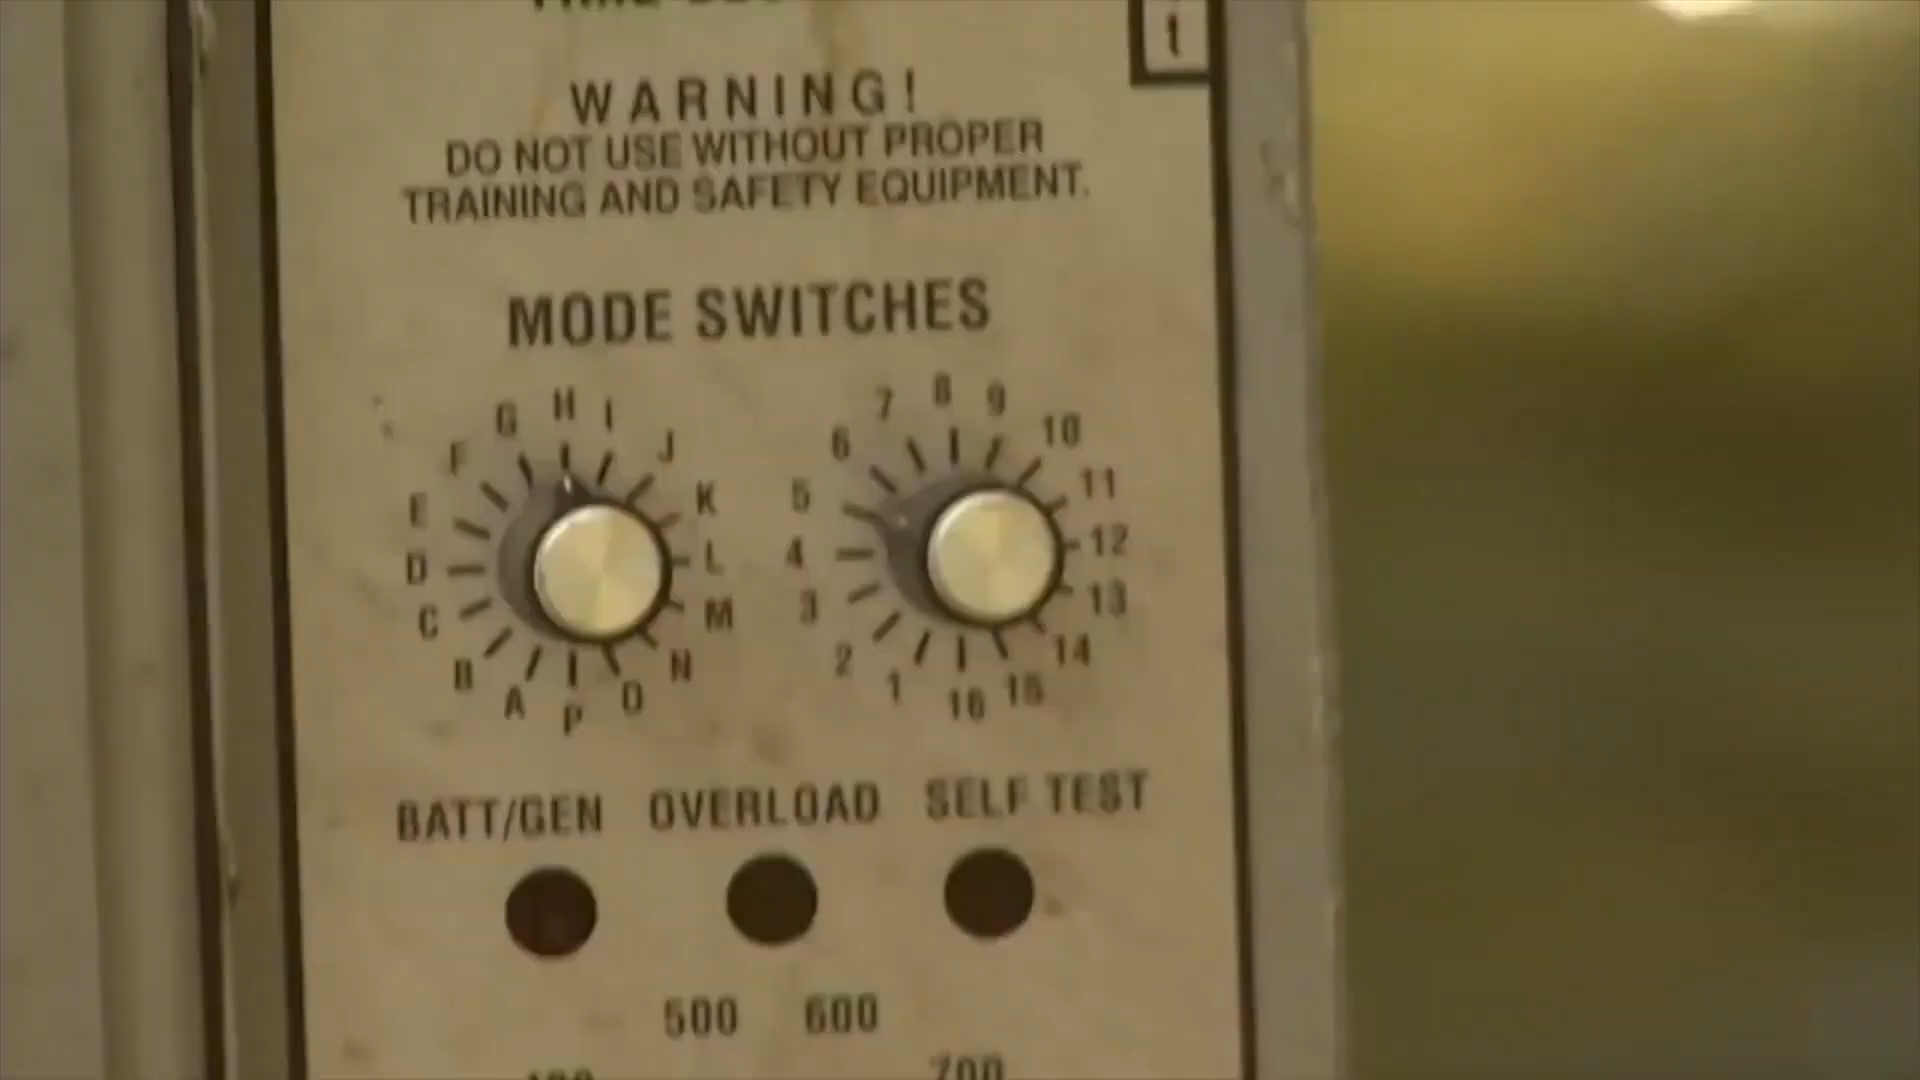 t
WARNING!
DO NOT USE WITHOUT PROPER
TRAINING AND SAFETY EQUIPMENT.
MODE SWITCHES
A B C D E F G H I J K L M N O P
1 2 3 4 5 6 7 8 9 10 11 12 13 14 15 16
BATT/GEN OVERLOAD SELF TEST
500 600
700